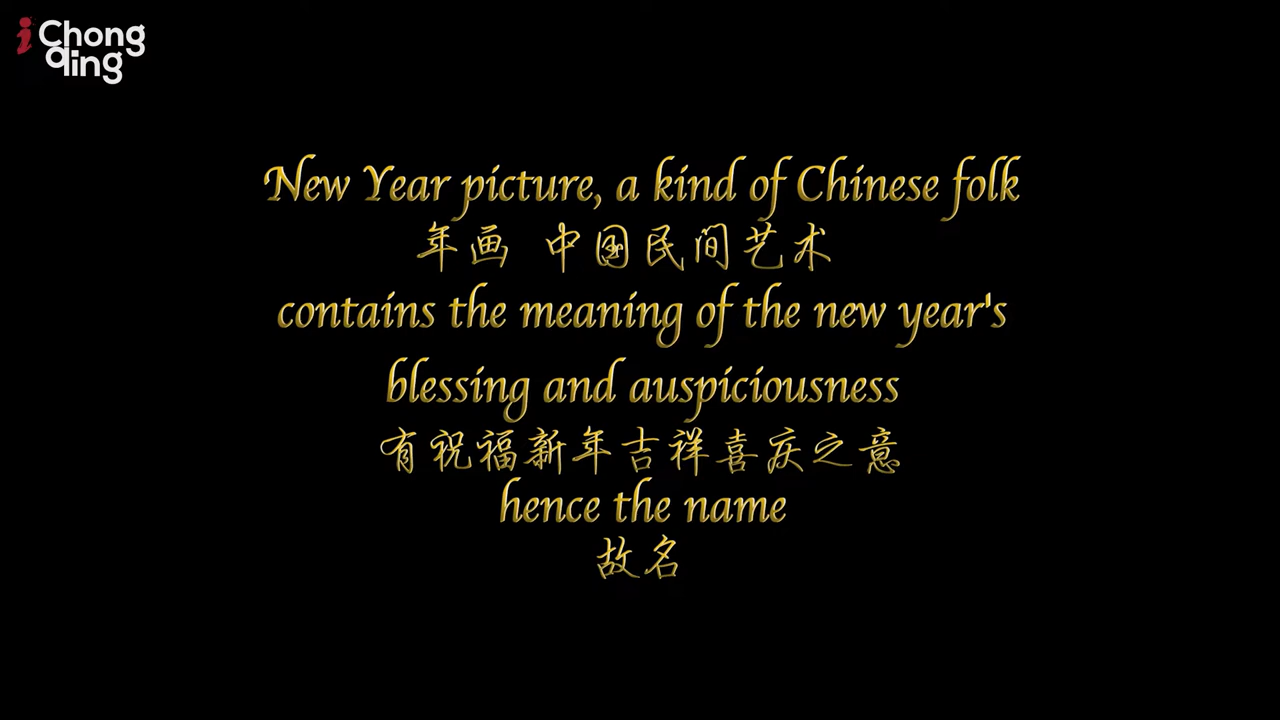 iChong
qing
New Year picture, a kind of Chinese folk
年画 中国民间艺术
contains the meaning of the new year's
blessing and auspiciousness
有祝福新年吉祥喜庆之意
hence the name
故名